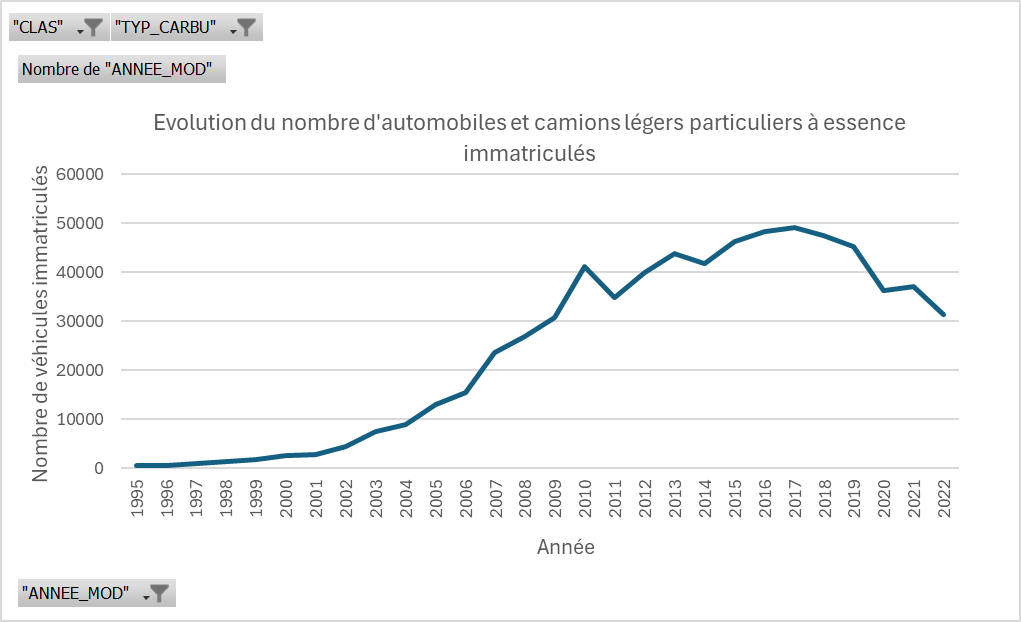 "CLAS" "TYP_CARBU"
Nombre de "ANNEE_MOD"
Evolution du nombre d'automobiles et camions légers particuliers à essence
immatriculés
Nombre de véhicules immatriculés
60000
50000
40000
30000
20000
10000
0
1995 1996 1997 1998 1999 2000 2001 2002 2003 2004 2005 2006 2007 2008 2009 2010 2011 2012 2013 2014 2015 2016 2017 2018 2019 2020 2021 2022
Année
"ANNEE_MOD"